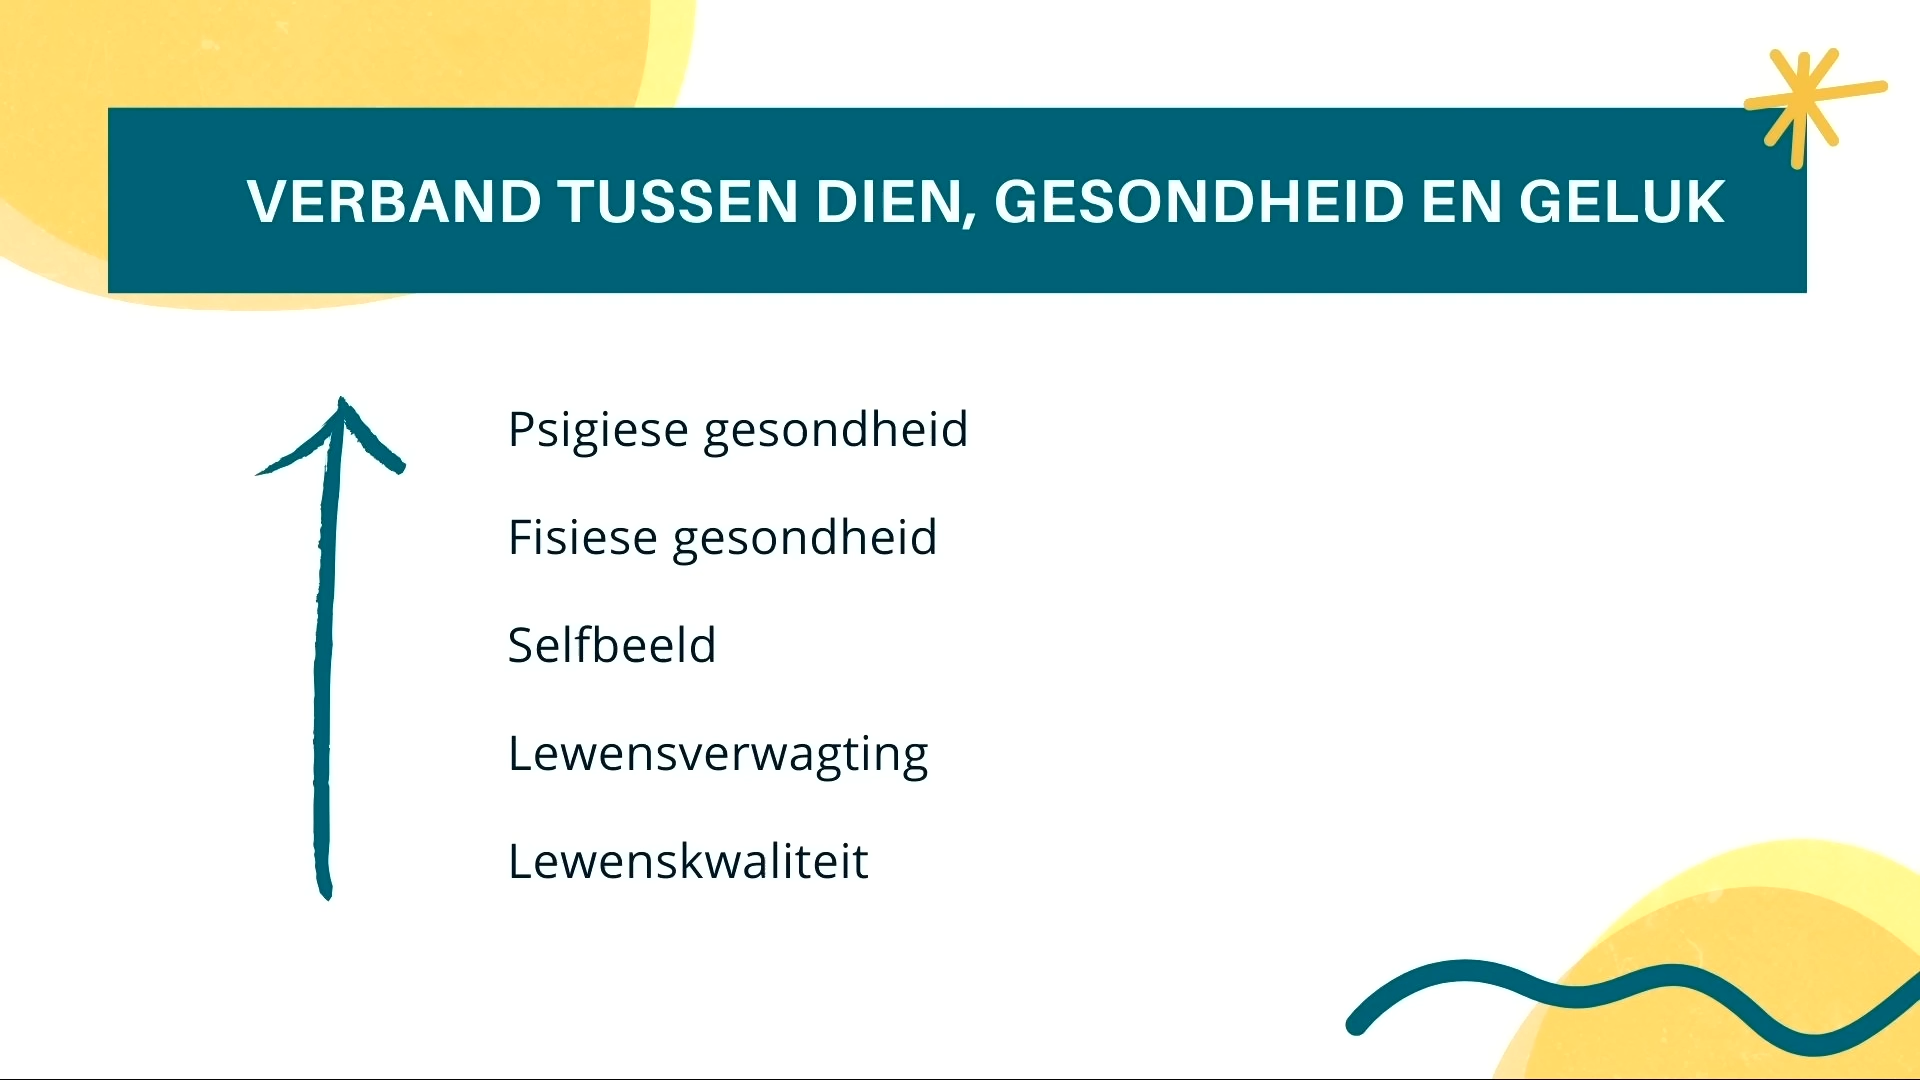 VERBAND TUSSEN DIEN, GESONDHEID EN GELUK
Psigiese gesondheid
Fisiese gesondheid
Selfbeeld
Lewensverwagting
Lewenskwaliteit